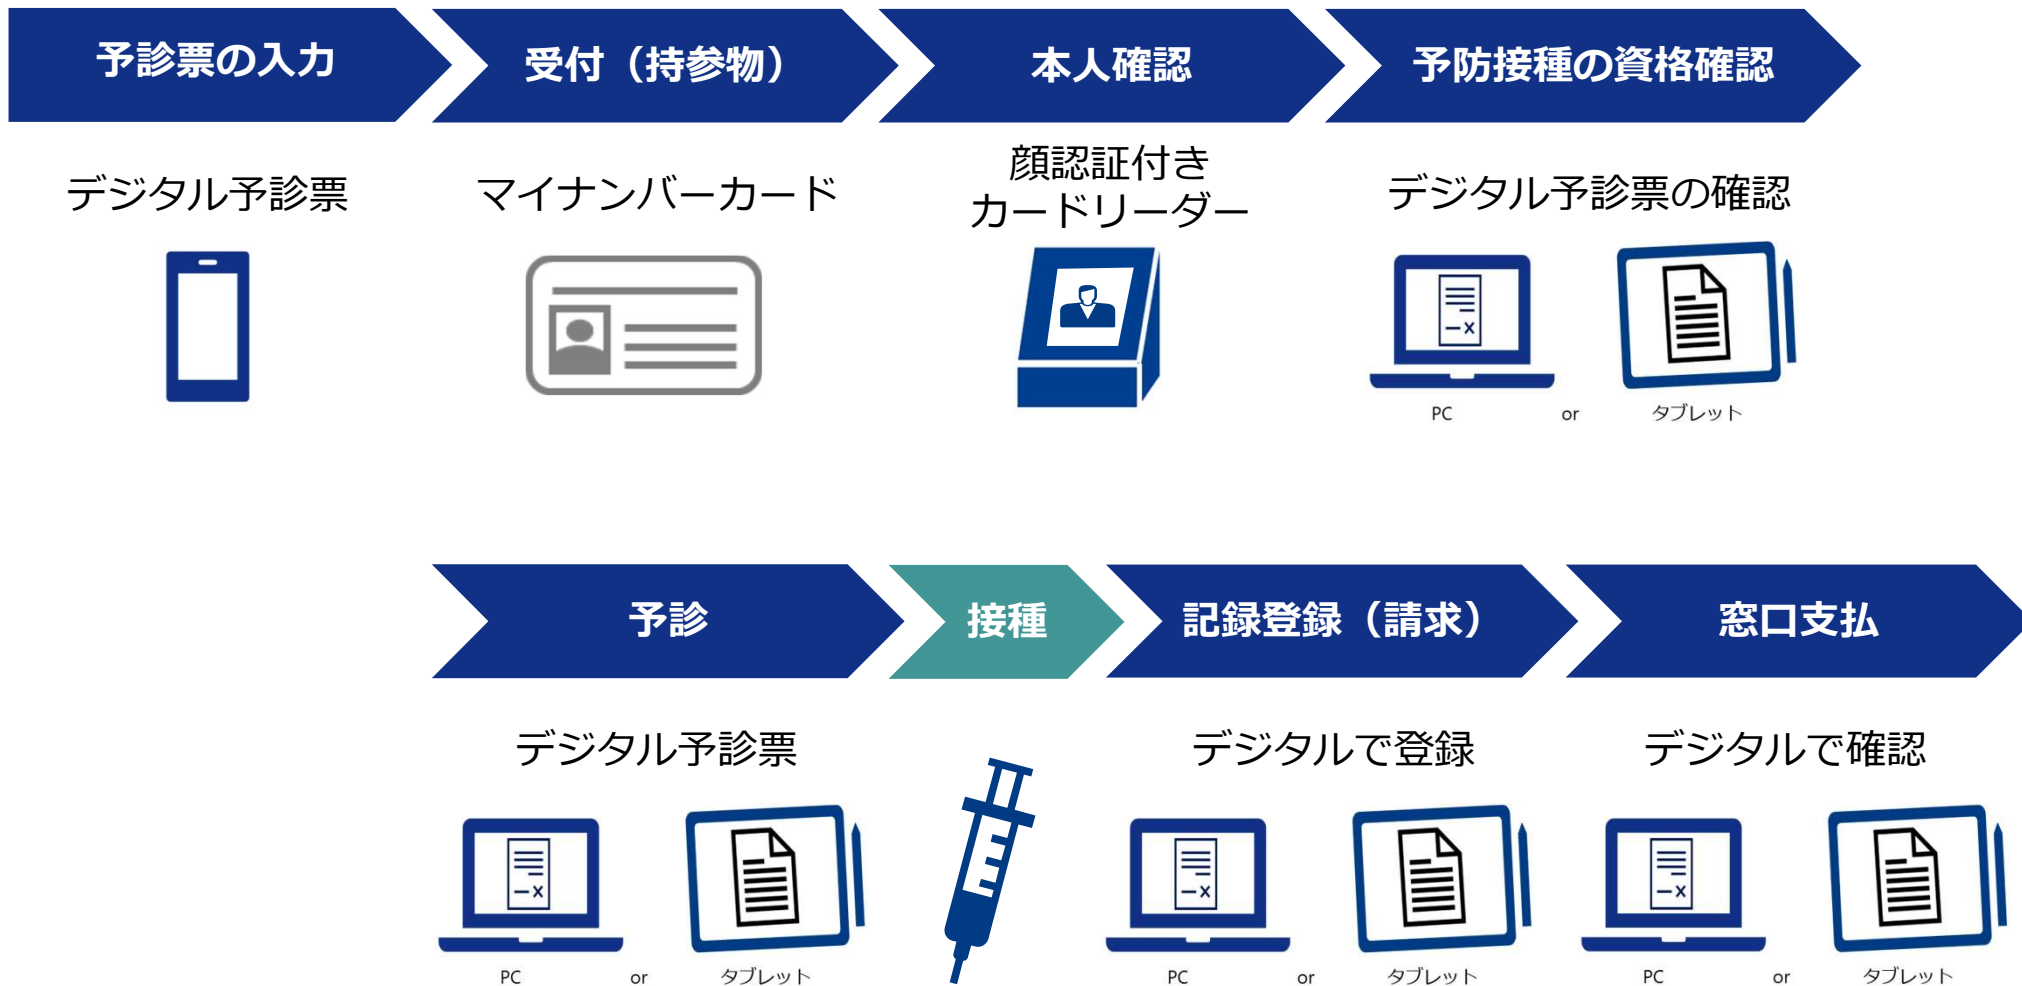 予診票の入力
受付（持参物）
本人確認
予防接種の資格確認
デジタル予診票
マイナンバーカード
顔認証付き
カードリーダー
デジタル予診票の確認
PC or タブレット
予診
接種
記録登録（請求）
窓口支払
デジタル予診票
デジタルで登録
デジタルで確認
PC or タブレット
PC or タブレット
PC or タブレット